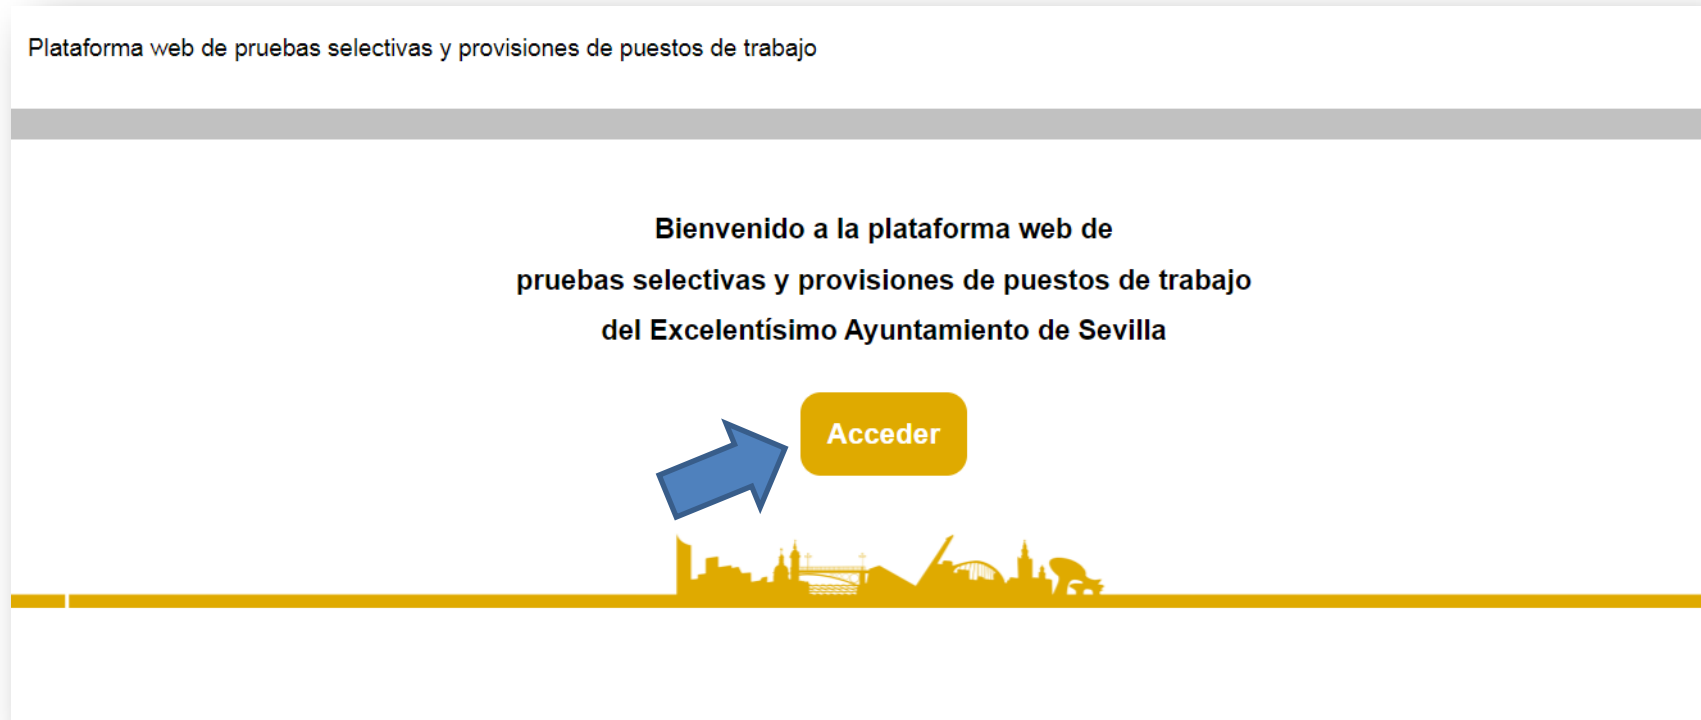 Plataforma web de pruebas selectivas y provisiones de puestos de trabajo
Bienvenido a la plataforma web de
pruebas selectivas y provisiones de puestos de trabajo
del Excelentísimo Ayuntamiento de Sevilla
Acceder